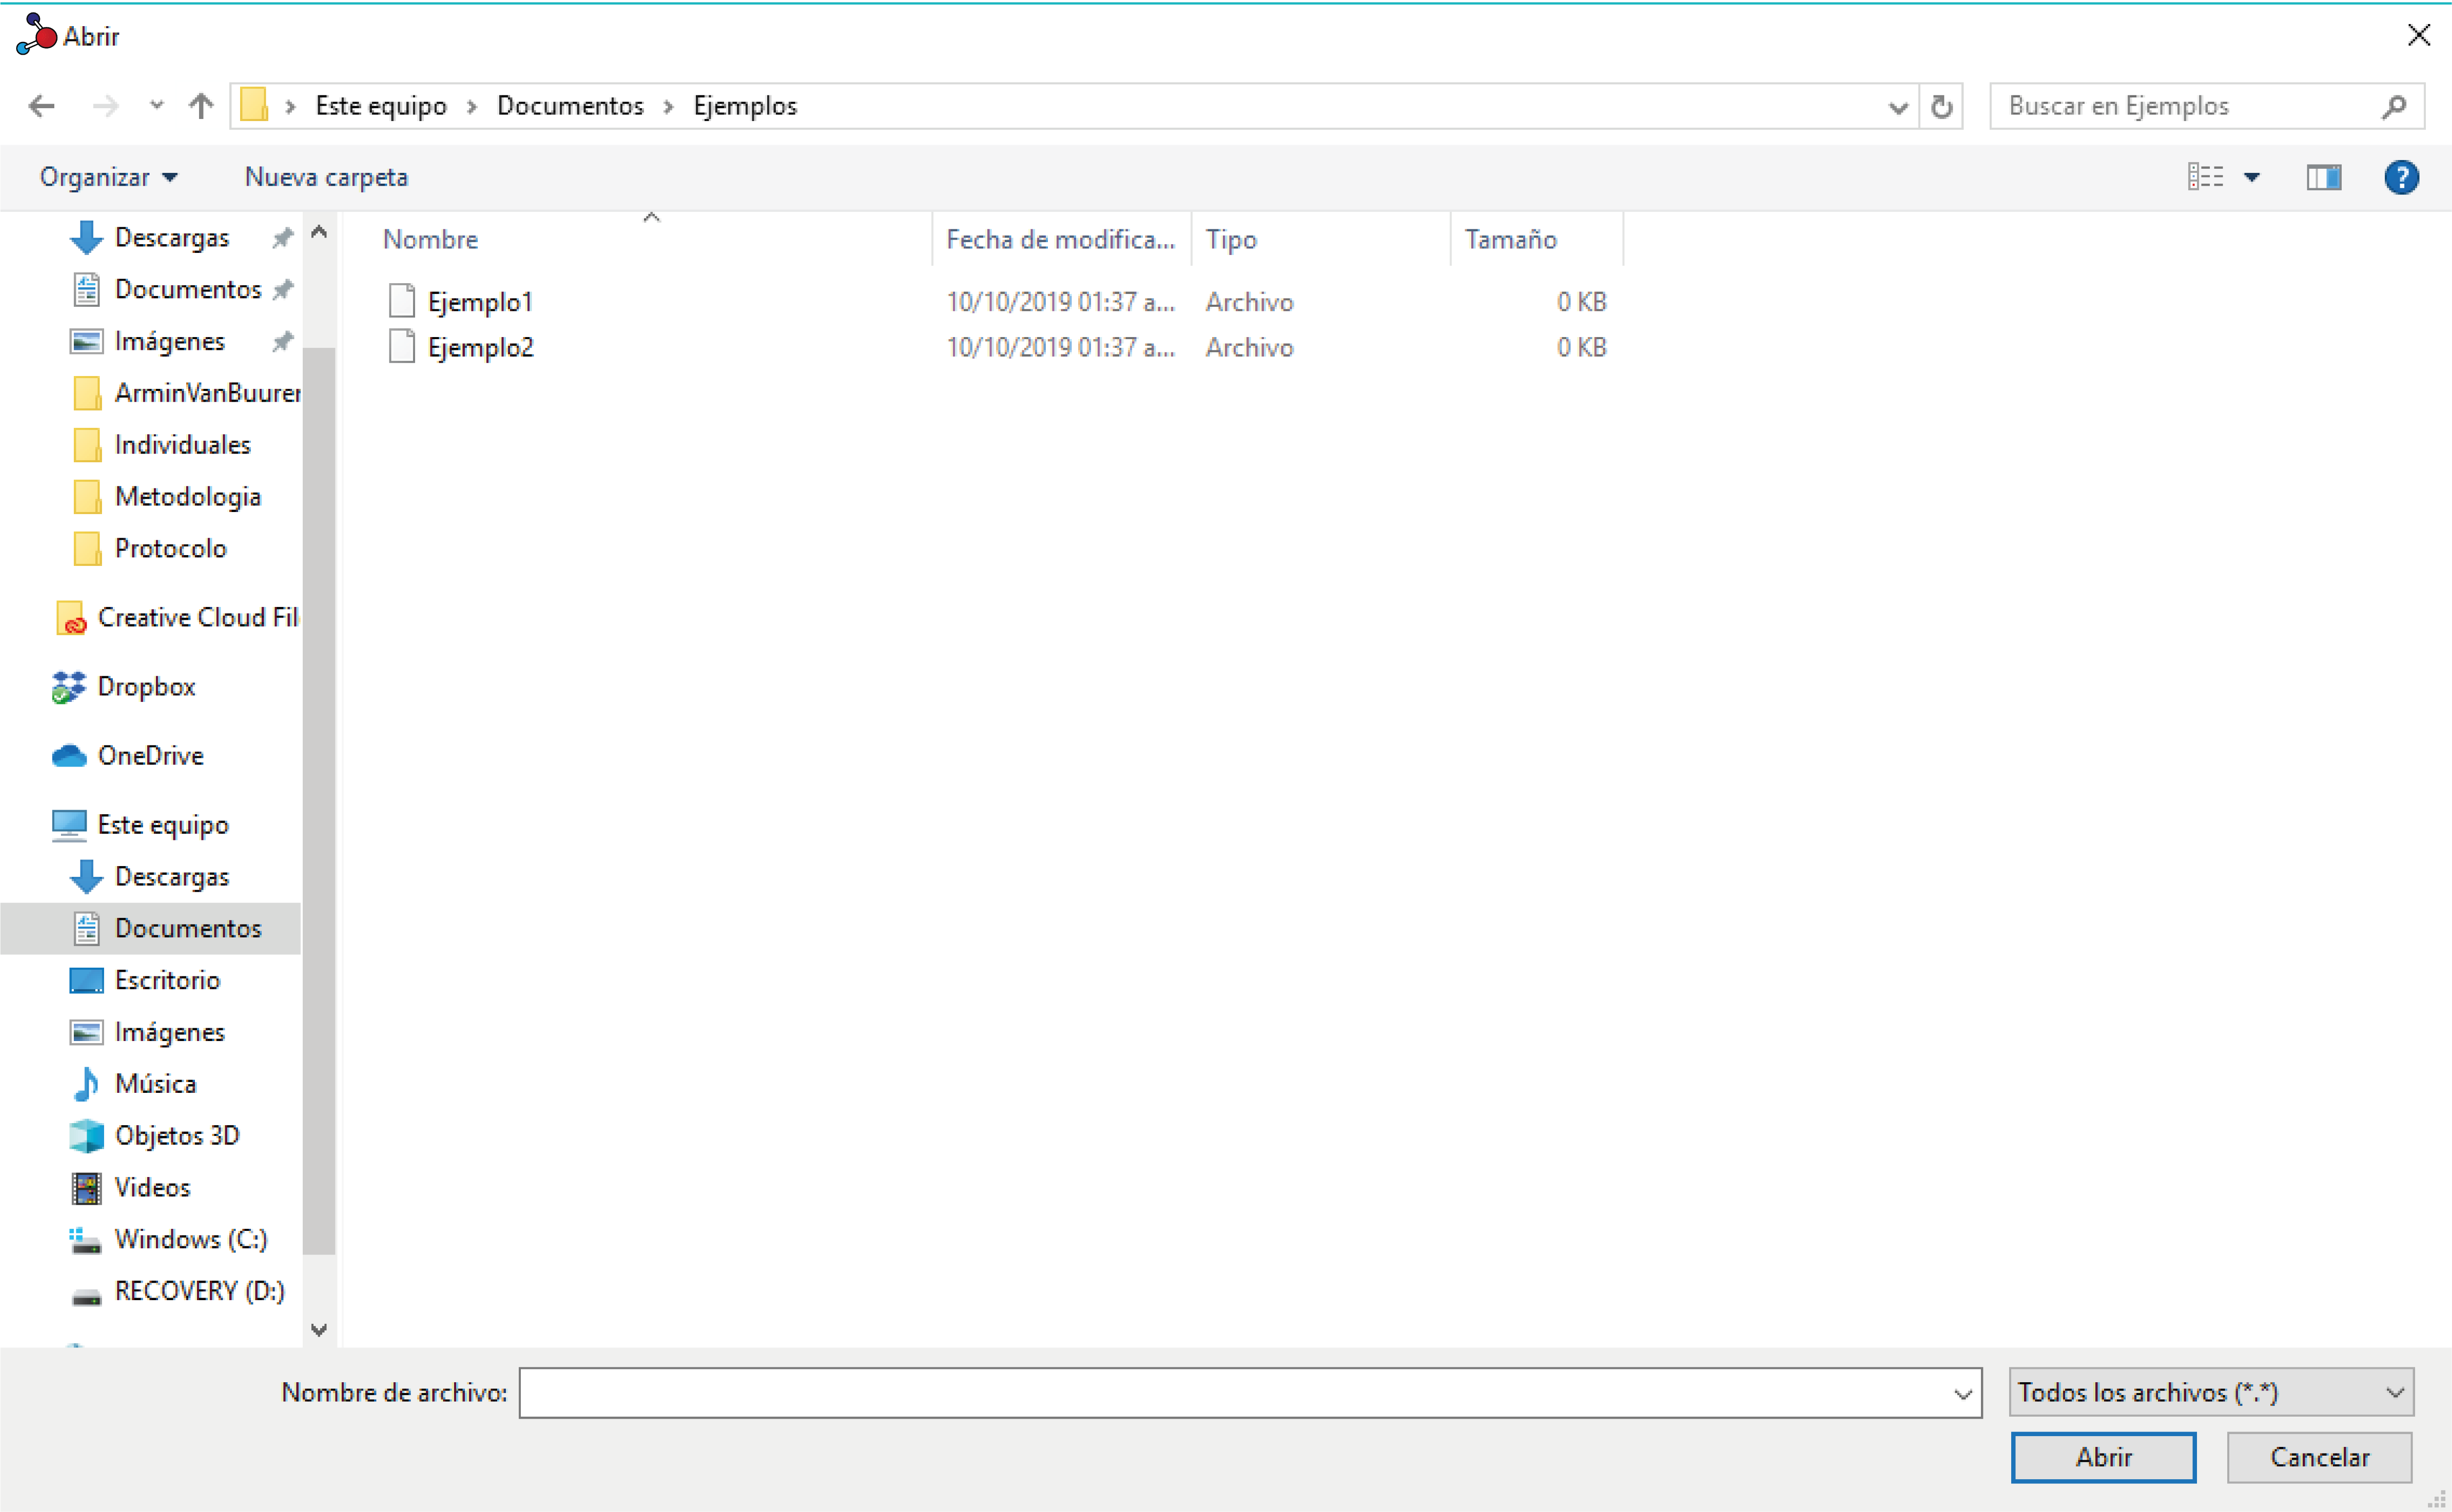 Abrir
Este equipo > Documentos > Ejemplos
Buscar en Ejemplos
Organizar
Nueva carpeta
Nombre
Fecha de modifica...
Tipo
Tamaño
Ejemplo1 10/10/2019 01:37 a... Archivo 0 KB
Ejemplo2 10/10/2019 01:37 a... Archivo 0 KB
Descargas
Documentos
Imágenes
ArminVanBuurer
Individuales
Metodologia
Protocolo
Creative Cloud Fil
Dropbox
OneDrive
Este equipo
Descargas
Documentos
Escritorio
Imágenes
Música
Objetos 3D
Videos
Windows (C:)
RECOVERY (D:)
Nombre de archivo:
Todos los archivos (*.*)
Abrir
Cancelar